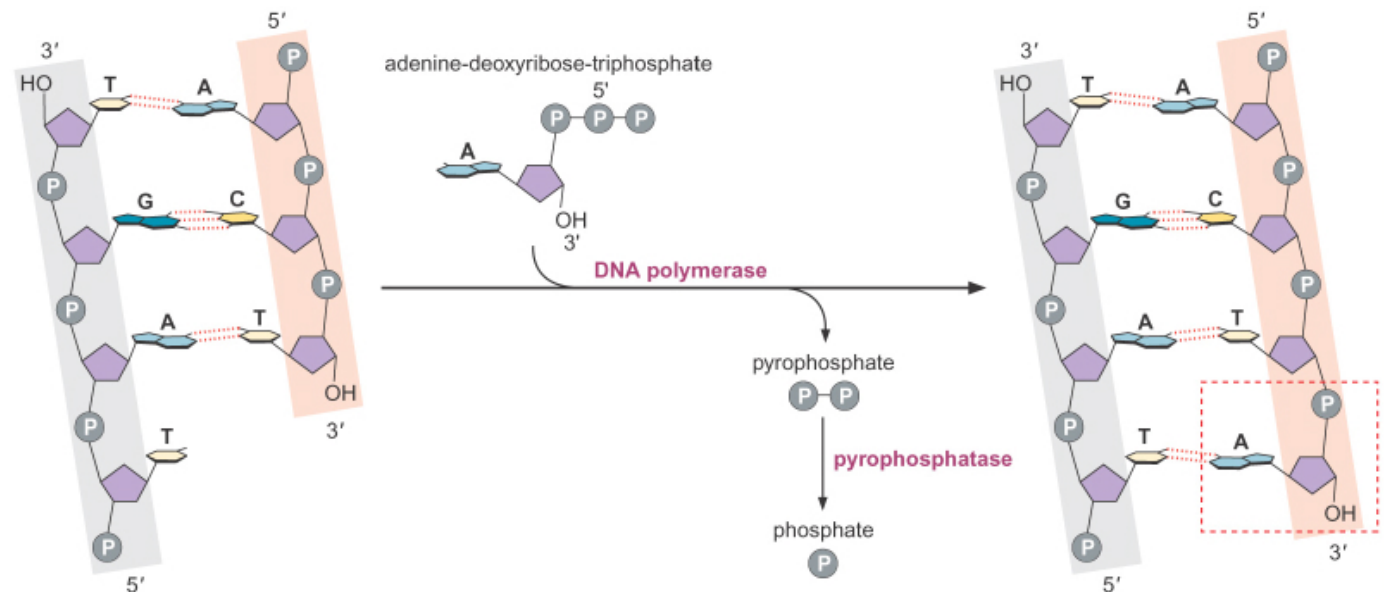 3′
5′
HO
P
T
A
P
P
G
C
P
P
A
T
OH
3′
P
T
P
5′
adenine-deoxyribose-triphosphate
5'
P P P
A
OH
3′
DNA polymerase
pyrophosphate
P P
pyrophosphatase
phosphate
P
3′
5′
HO
P
T
A
P
P
G
C
P
P
A
T
P
P
T
A
OH
P
3′
5′